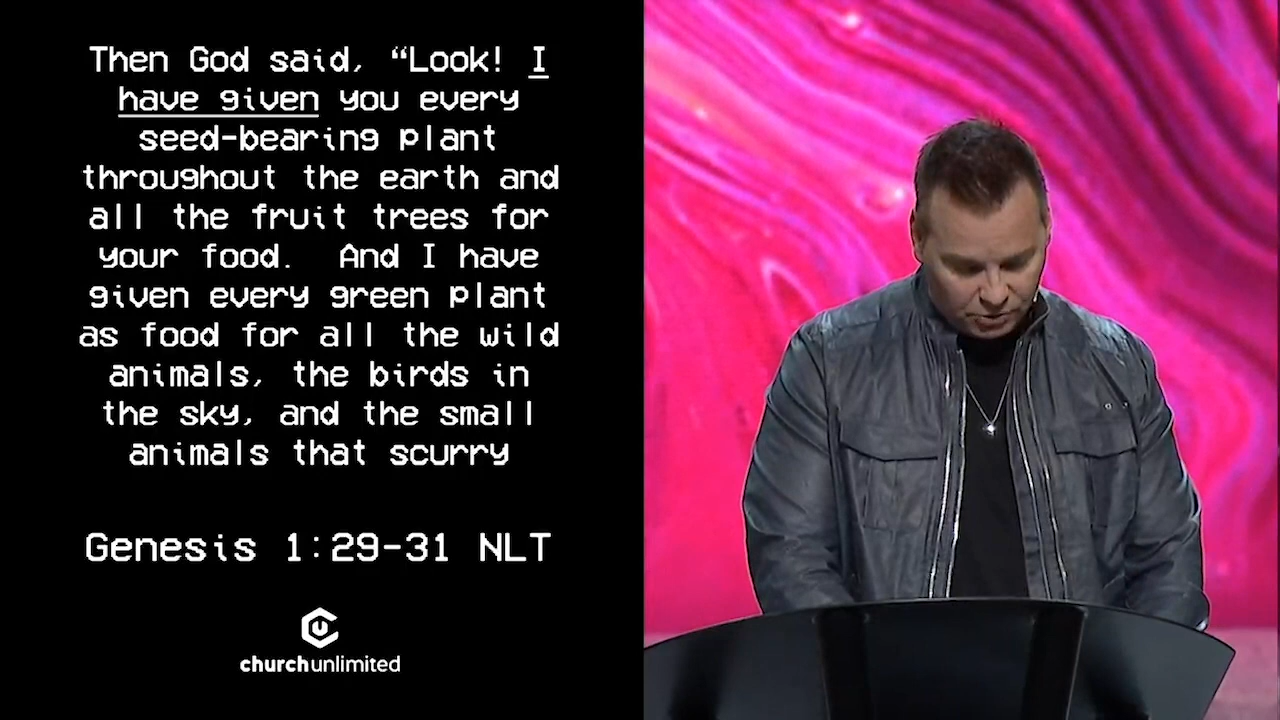 Then God said, “Look! I
have given you every
seed-bearing plant
throughout the earth and
all the fruit trees for
your food.  And I have
given every green plant
as food for all the wild
animals, the birds in
the sky, and the small
animals that scurry
Genesis 1:29-31 NLT
churchunlimited